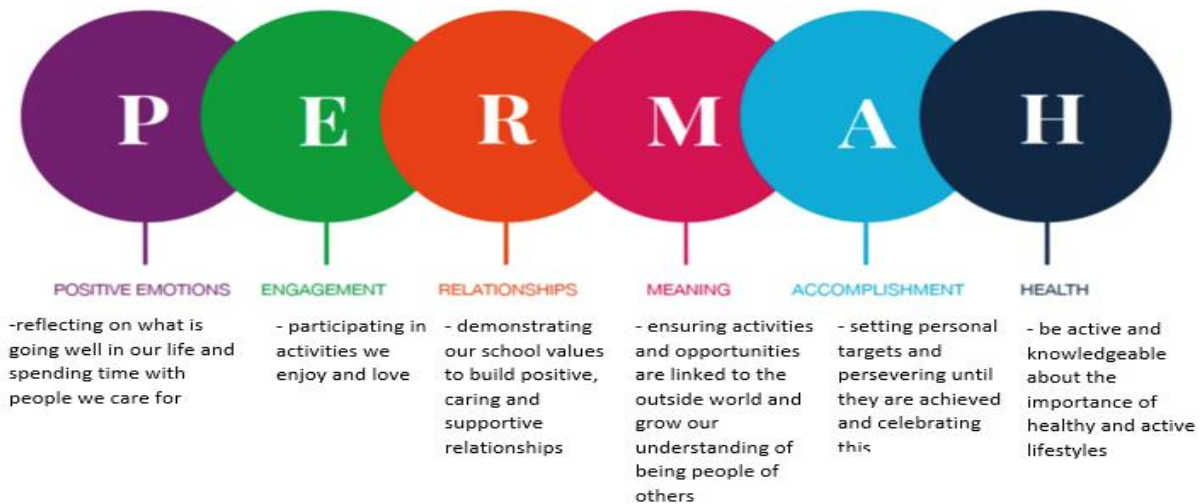 P E R M A H
POSITIVE EMOTIONS
-reflecting on what is
going well in our life and
spending time with
people we care for
ENGAGEMENT
- participating in
activities we
enjoy and love
RELATIONSHIPS
- demonstrating
our school values
to build positive,
caring and
supportive
relationships
MEANING
- ensuring activities
and opportunities
are linked to the
outside world and
grow our
understanding of
being people of
others
ACCOMPLISHMENT
- setting personal
targets and
persevering until
they are achieved
and celebrating
this
HEALTH
- be active and
knowledgeable
about the
importance of
healthy and active
lifestyles